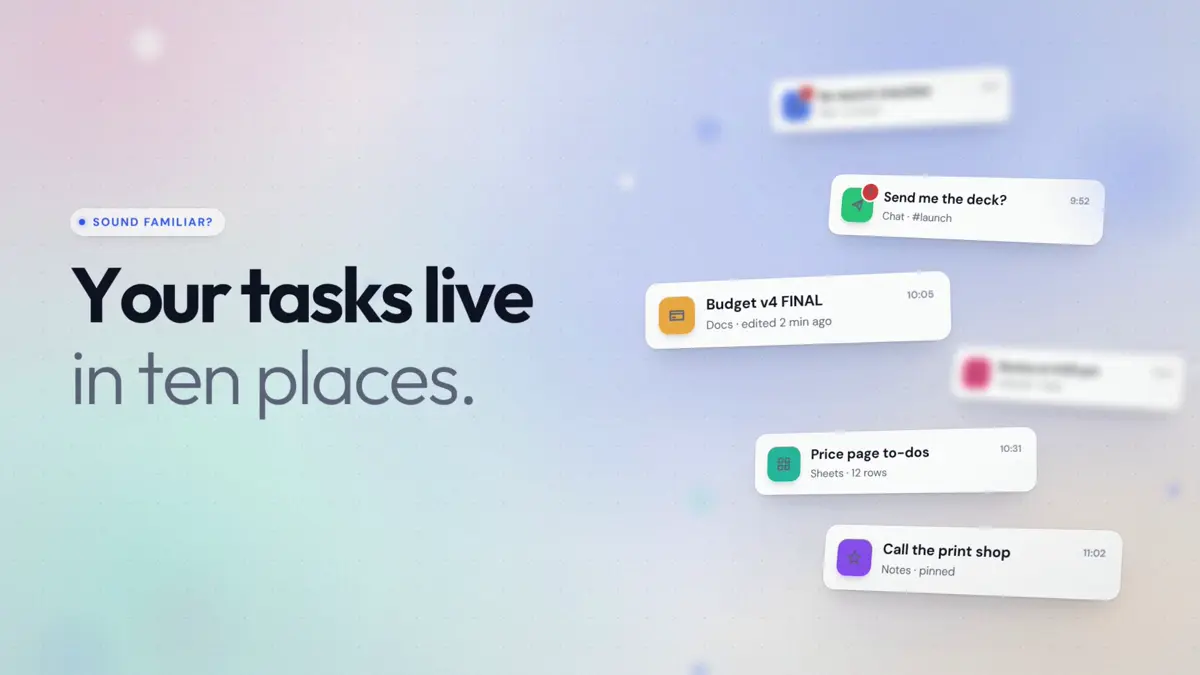 SOUND FAMILIAR?
Your tasks live
in ten places.
Send me the deck?
9:52
Chat · #launch
Budget v4 FINAL
10:05
Docs · edited 2 min ago
Price page to-dos
10:31
Sheets · 12 rows
Call the print shop
11:02
Notes · pinned